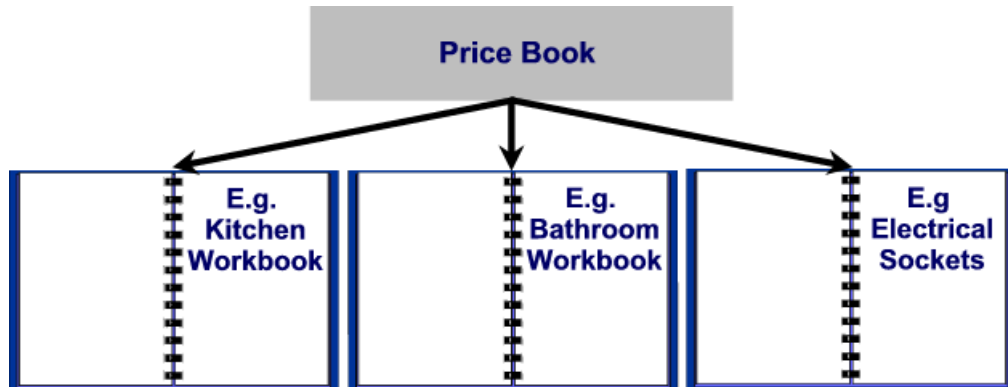 Price Book
E.g.
Kitchen
Workbook
E.g.
Bathroom
Workbook
E.g
Electrical
Sockets